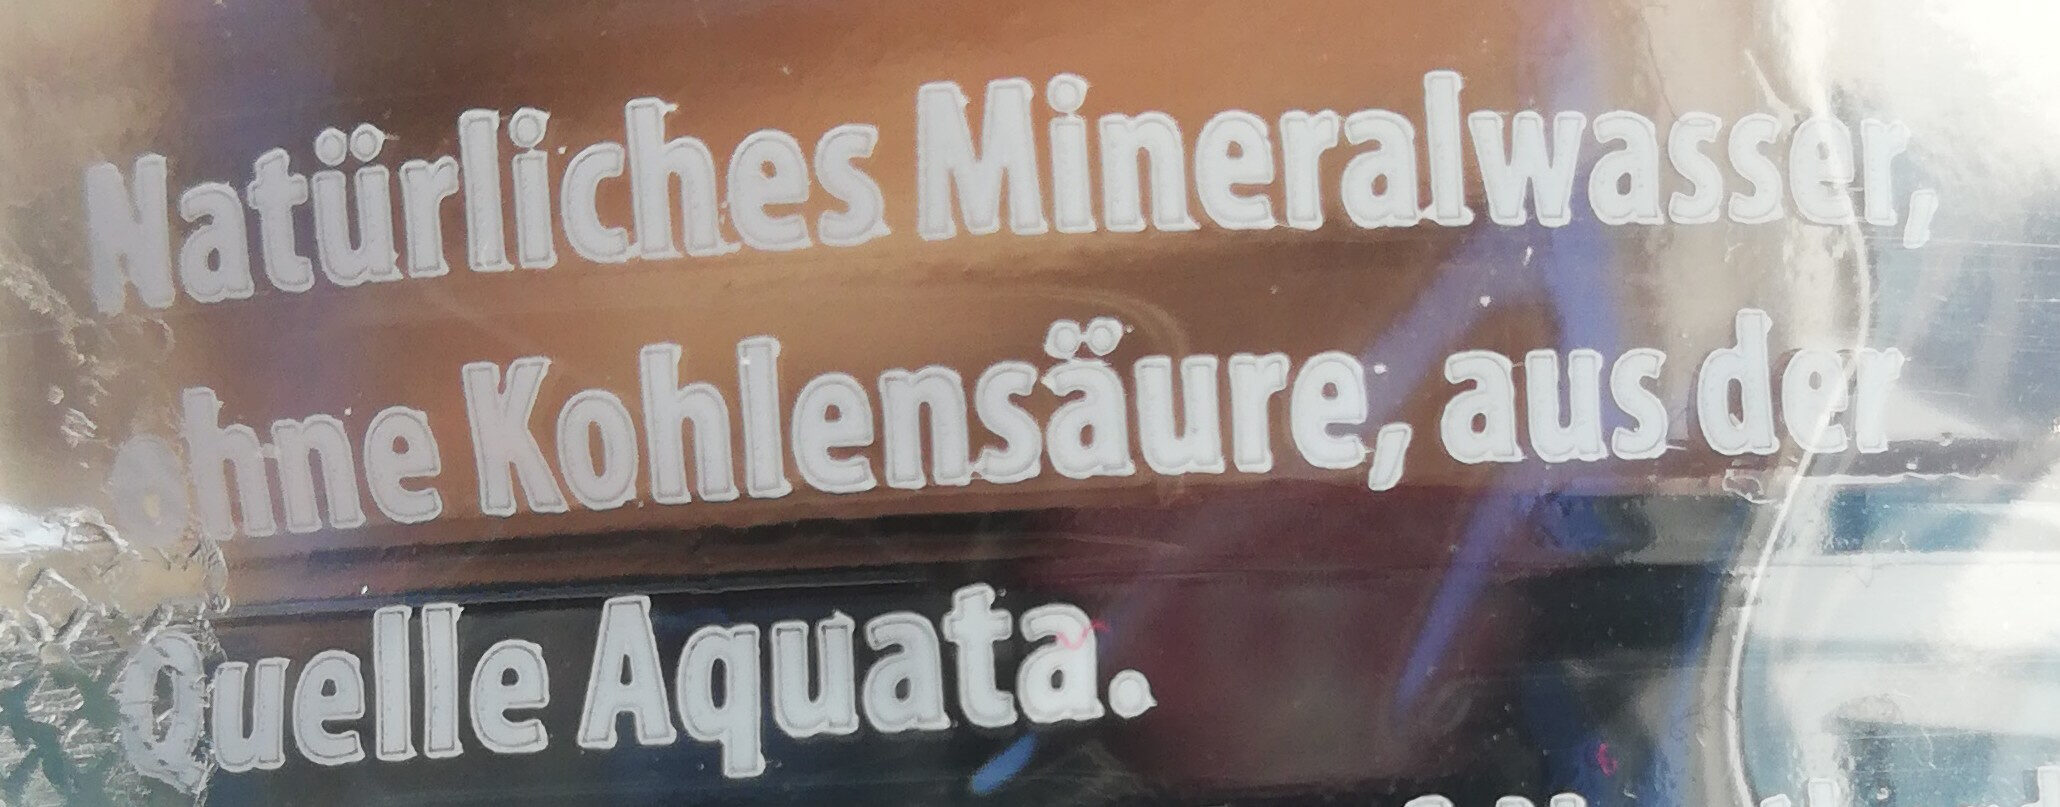 Natürliches Mineralwasser,
ohne Kohlensäure, aus der
Quelle Aquata.